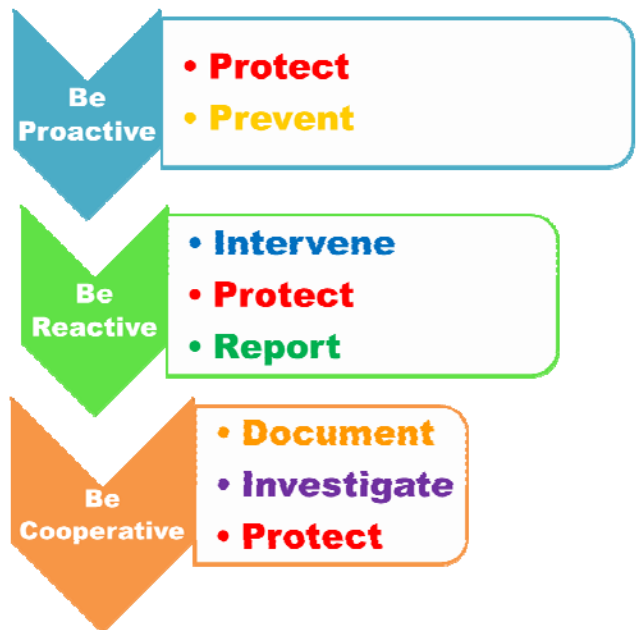 Be
Proactive
• Protect
• Prevent
Be
Reactive
• Intervene
• Protect
• Report
Be
Cooperative
• Document
• Investigate
• Protect